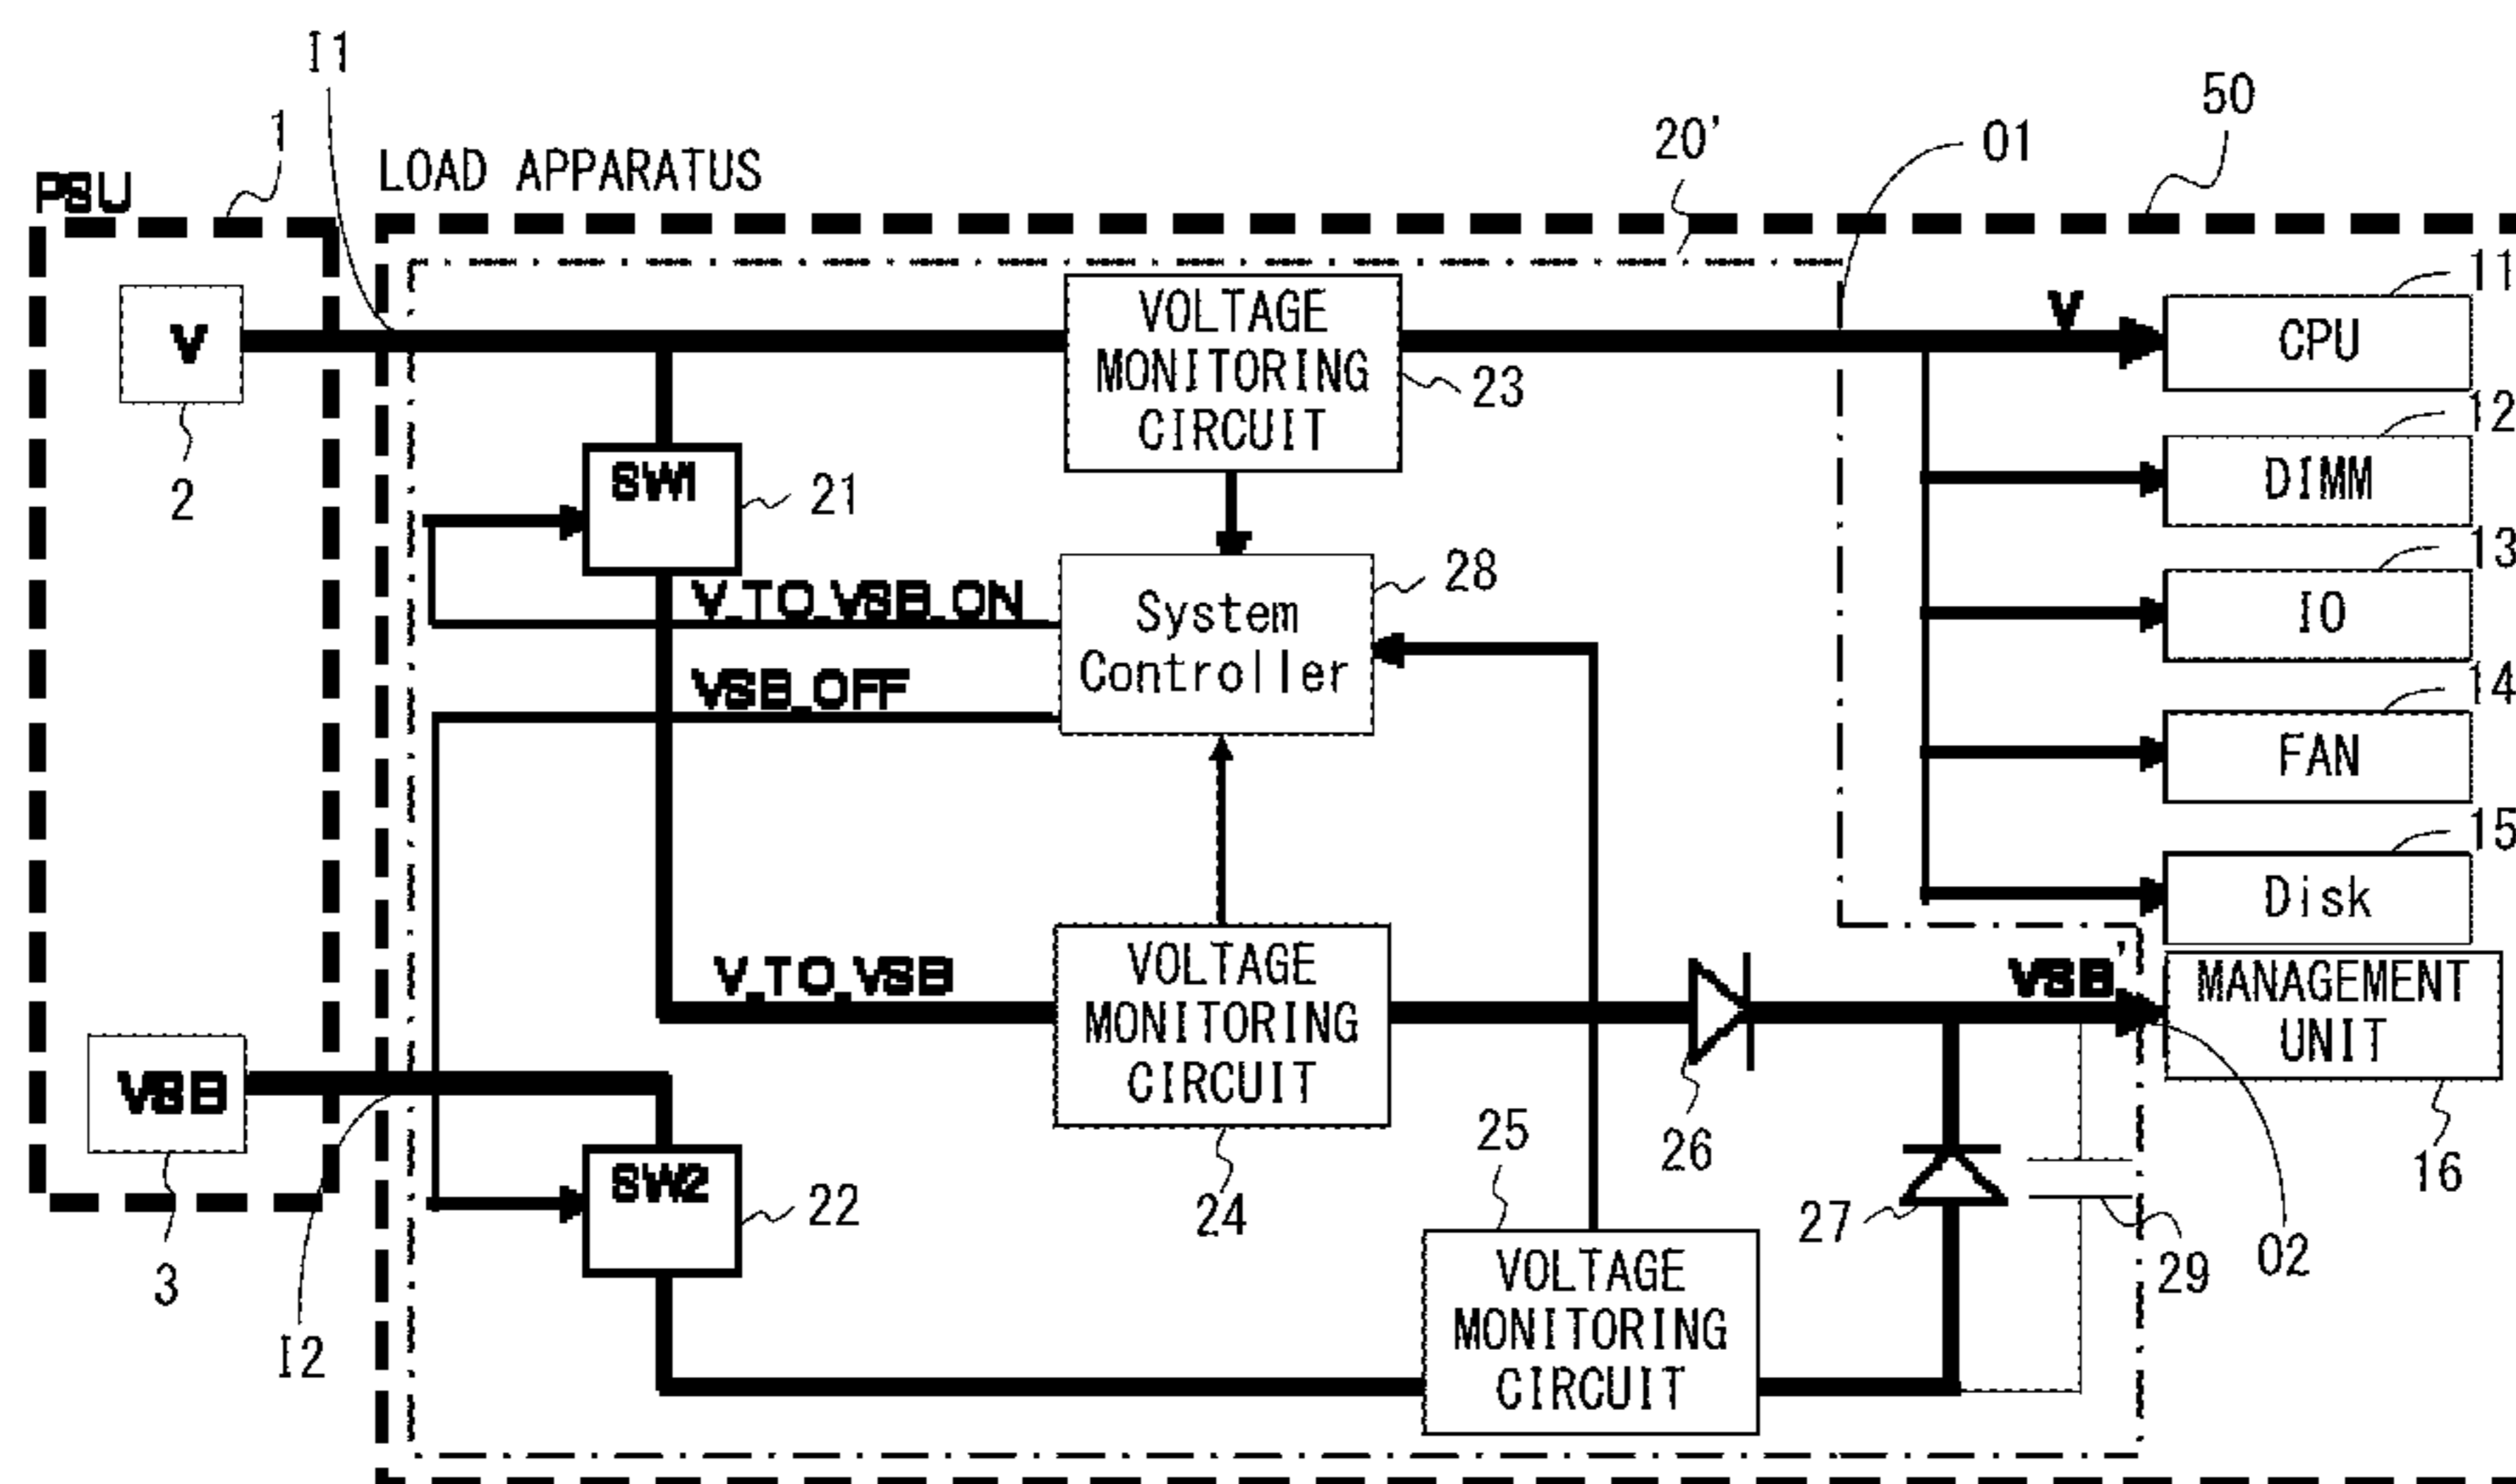 I1
1
50
20'
O1
LOAD APPARATUS
PSU
11
V
VOLTAGE
MONITORING
CIRCUIT
V
CPU
23
12
2
SW1
21
DIMM
13
28
V_TO_VSB_ON
System
Controller
IO
VSB_OFF
14
FAN
15
Disk
V_TO_VSB
VOLTAGE
MONITORING
CIRCUIT
VSB'
MANAGEMENT
UNIT
VSB
25
26
16
SW2
22
24
27
3
VOLTAGE
MONITORING
CIRCUIT
29
O2
I2